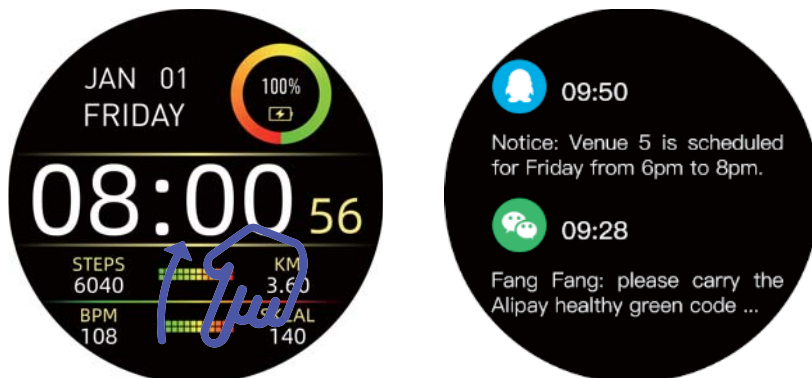 JAN 01
FRIDAY
100%
08:00 56
STEPS
6040
KM
3.60
BPM
108
140
09:50
Notice: Venue 5 is scheduled
for Friday from 6pm to 8pm.
09:28
Fang Fang: please carry the
Alipay healthy green code ...